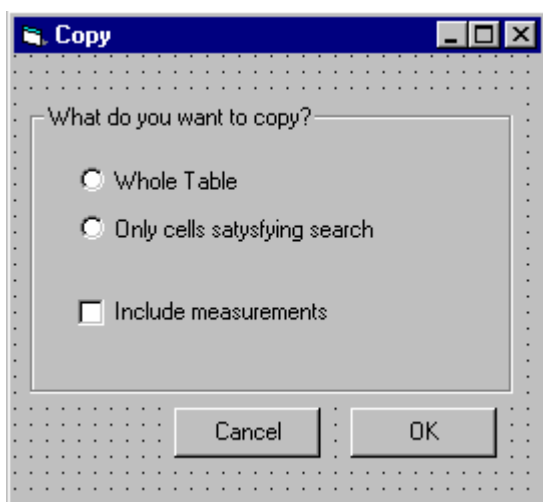 Copy
What do you want to copy?
Whole Table
Only cells satysfying search
Include measurements
Cancel OK